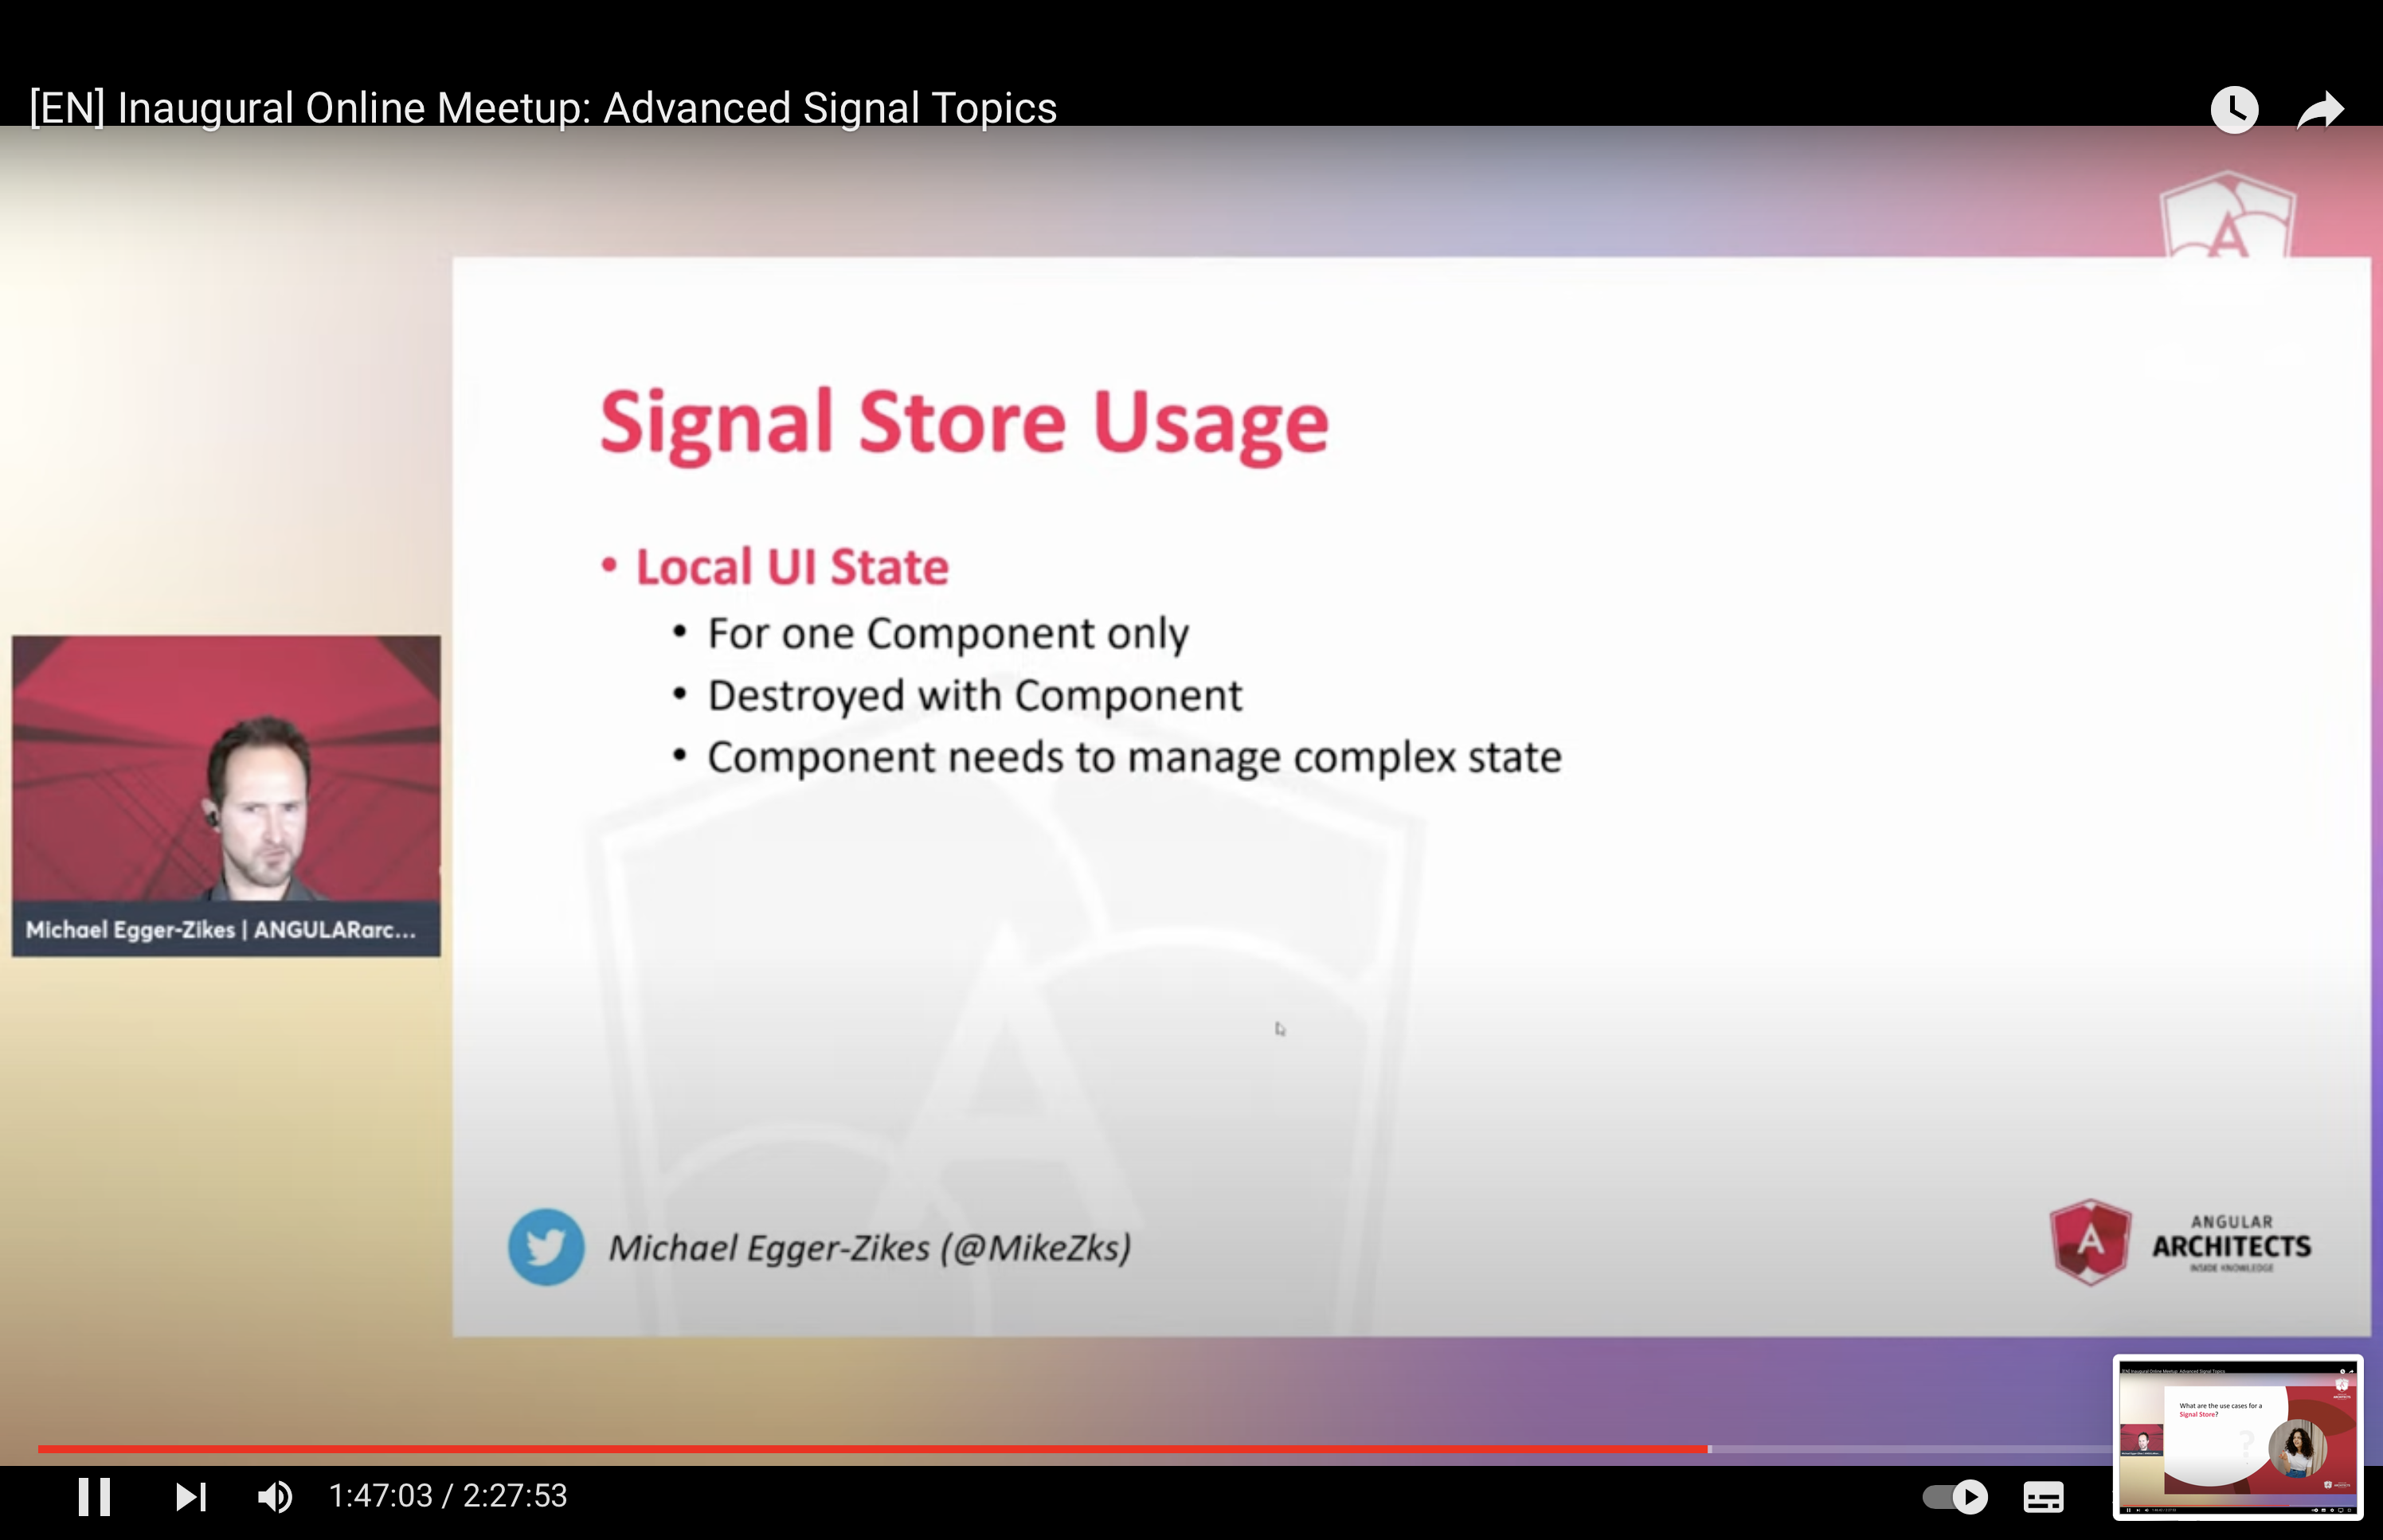 [EN] Inaugural Online Meetup: Advanced Signal Topics
A
Signal Store Usage
• Local UI State
• For one Component only
• Destroyed with Component
• Component needs to manage complex state
Michael Egger-Zikes | ANGULARarc...
Michael Egger-Zikes (@MikeZks)
A
ANGULAR
ARCHITECTS
INSIDE KNOWLEDGE
What are the use cases for a
Signal Store?
1:47:03 / 2:27:53